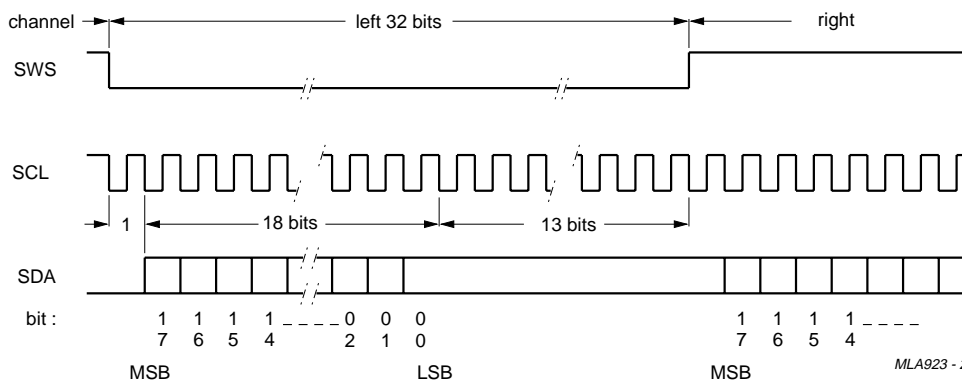 channel left 32 bits right
SWS
SCL
1 18 bits 13 bits
SDA
bit : 1 1 1 1 0 0 0 1 1 1 1
7 6 5 4 2 1 0 7 6 5 4
MSB LSB MSB MLA923 - 2